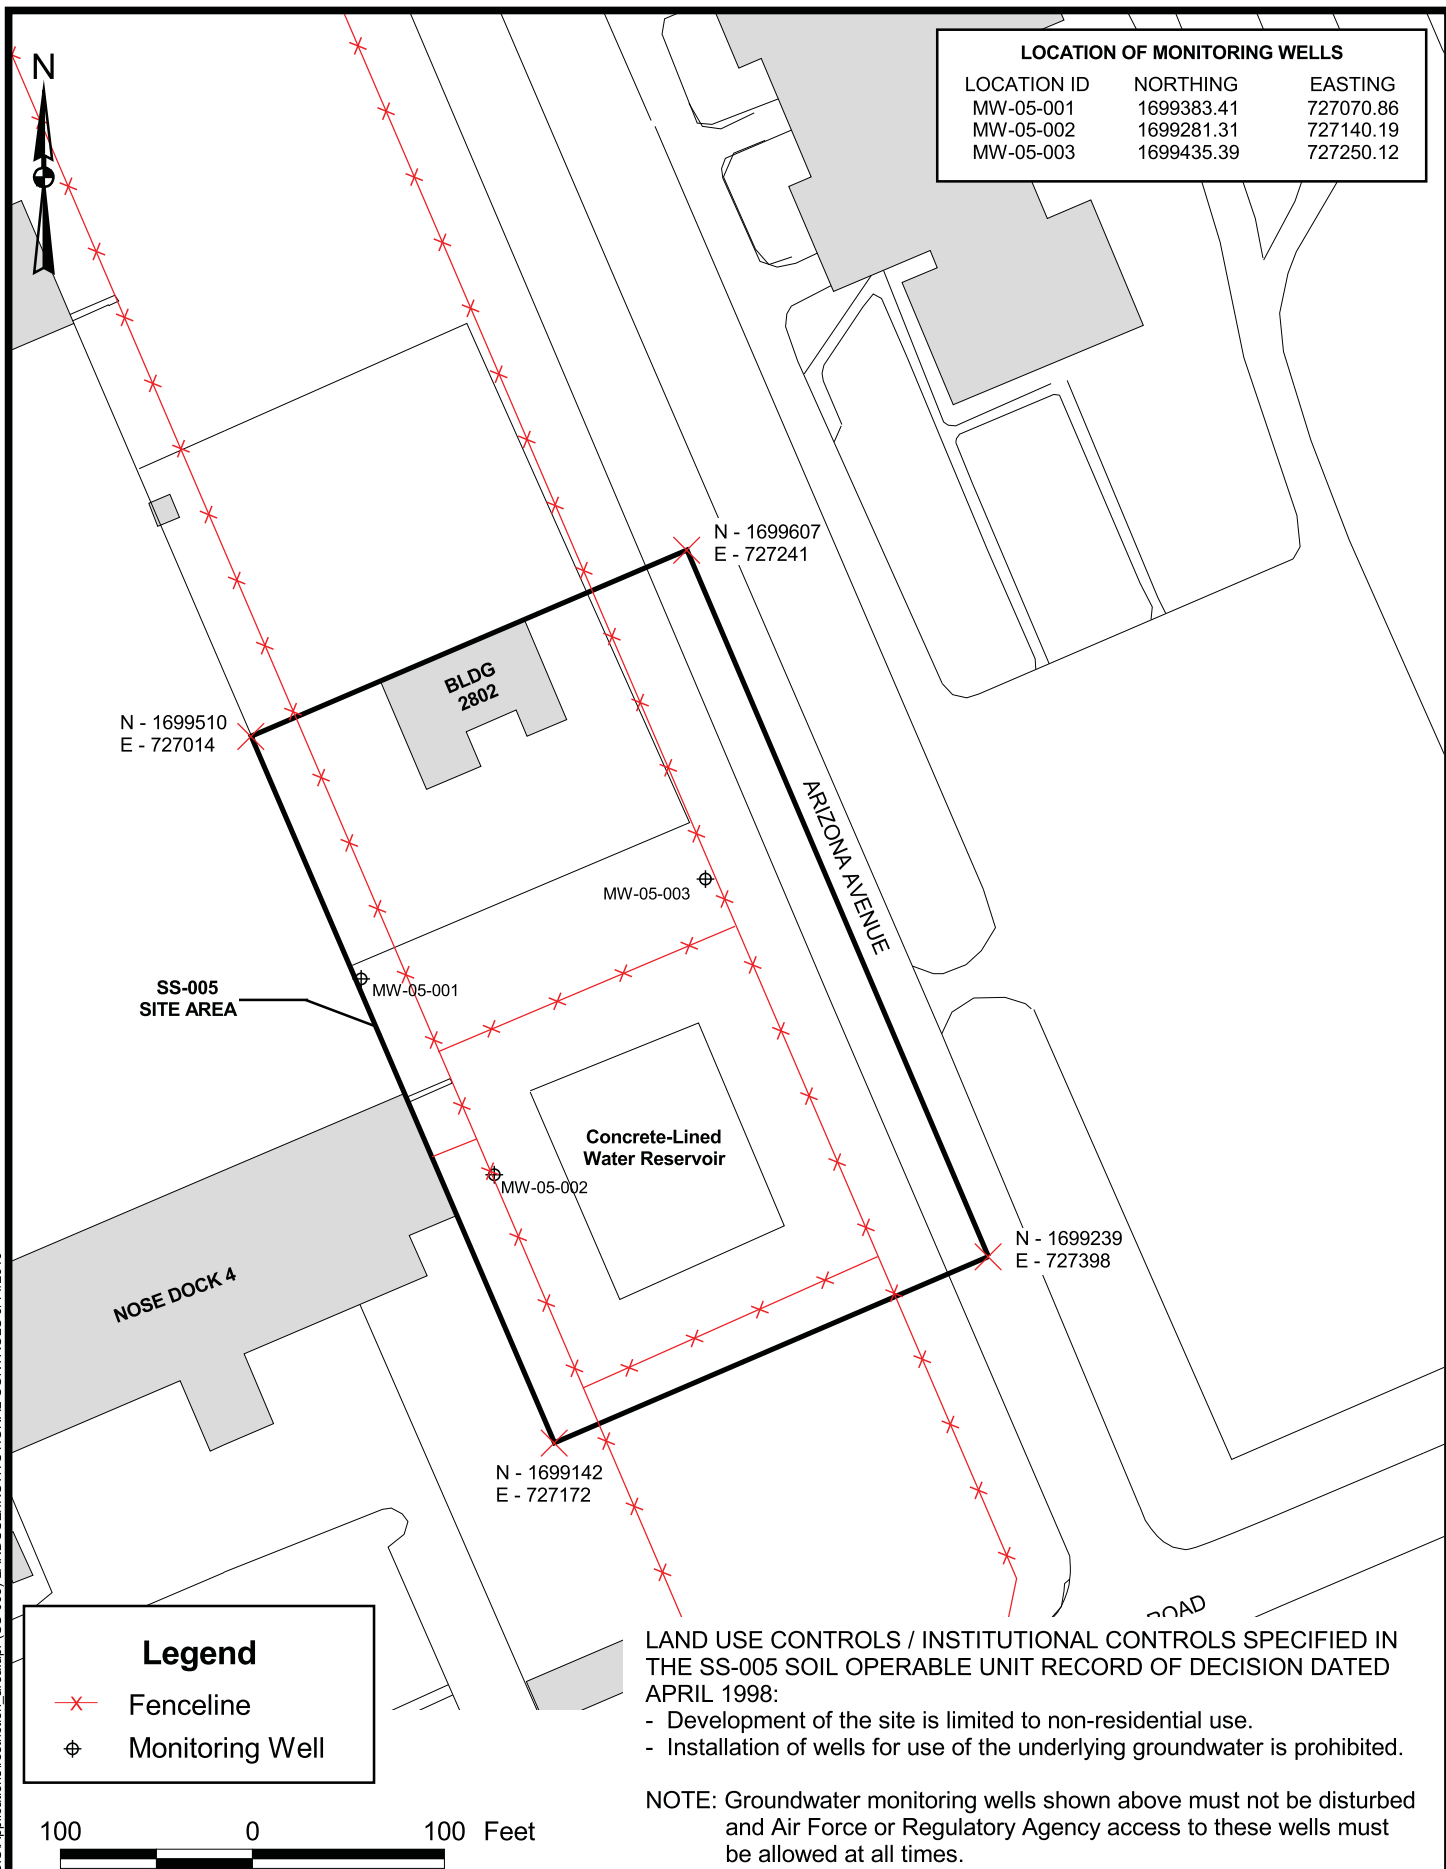 LOCATION OF MONITORING WELLS
LOCATION ID NORTHING EASTING
MW-05-001 1699383.41 727070.86
MW-05-002 1699281.31 727140.19
MW-05-003 1699435.39 727250.12
N
N - 1699607
E - 727241
BLDG
2802
N - 1699510
E - 727014
ARIZONA AVENUE
MW-05-003
SS-005
SITE AREA
MW-05-001
Concrete-Lined
Water Reservoir
MW-05-002
N - 1699239
E - 727398
NOSE DOCK 4
N - 1699142
E - 727172
ROAD
Legend
Fenceline
Monitoring Well
100 0 100 Feet
LAND USE CONTROLS / INSTITUTIONAL CONTROLS SPECIFIED IN
THE SS-005 SOIL OPERABLE UNIT RECORD OF DECISION DATED
APRIL 1998:
- Development of the site is limited to non-residential use.
- Installation of wells for use of the underlying groundwater is prohibited.
NOTE: Groundwater monitoring wells shown above must not be disturbed
and Air Force or Regulatory Agency access to these wells must
be allowed at all times.